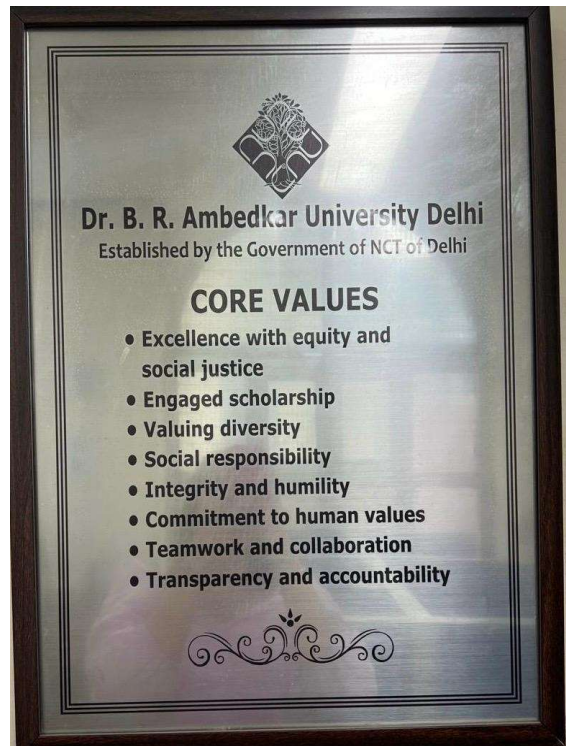 Dr. B. R. Ambedkar University Delhi
Established by the Government of NCT of Delhi
CORE VALUES
• Excellence with equity and
social justice
• Engaged scholarship
• Valuing diversity
• Social responsibility
• Integrity and humility
• Commitment to human values
• Teamwork and collaboration
• Transparency and accountability